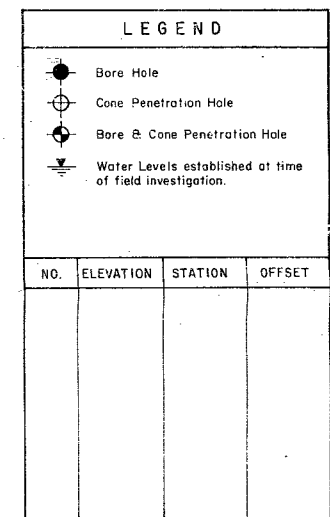 LEGEND
Bore Hole
Cone Penetration Hole
Bore & Cone Penetration Hole
Water Levels established at time
of field investigation.
NO. ELEVATION STATION OFFSET